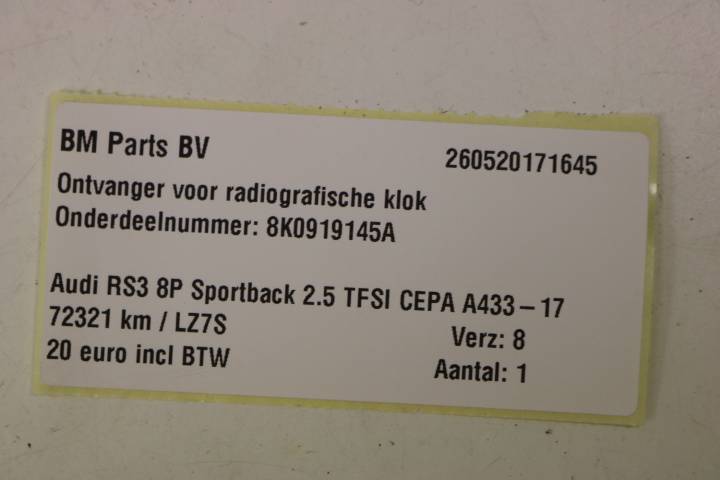 BM Parts BV 260520171645
Ontvanger voor radiografische klok
Onderdeelnummer: 8K0919145A
Audi RS3 8P Sportback 2.5 TFSI CEPA A433-17
72321 km / LZ7S Verz: 8
20 euro incl BTW Aantal: 1